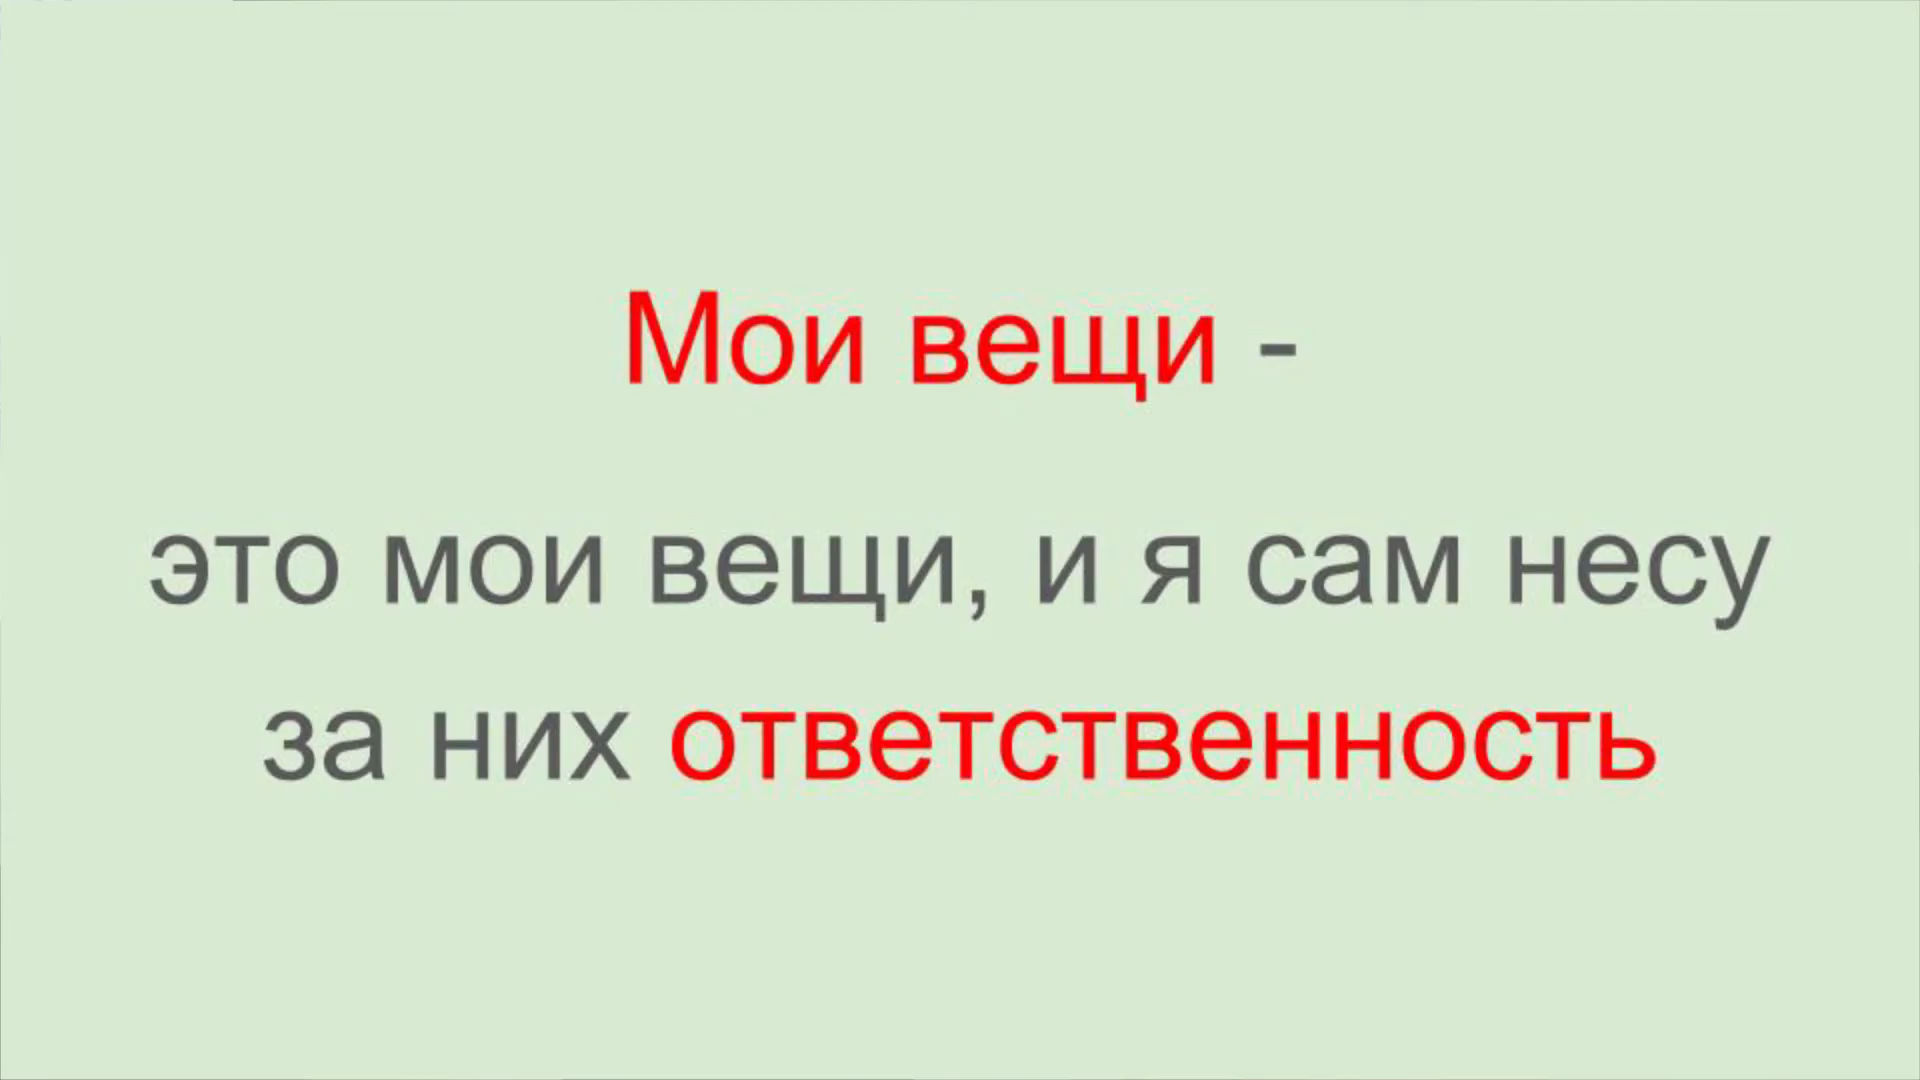 Мои вещи -
это мои вещи, и я сам несу
за них ответственность